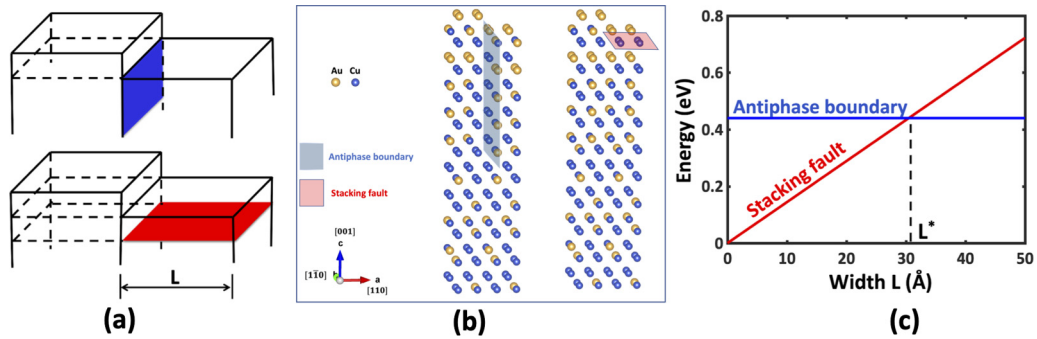 L
(a)
Au Cu
Antiphase boundary
Stacking fault
[001]
c
[11̅0]
b
a
[110]
(b)
0.8
0.6
0.4
0.2
0
Energy (eV)
Antiphase boundary
Stacking fault
L*
0 10 20 30 40 50
Width L (Å)
(c)